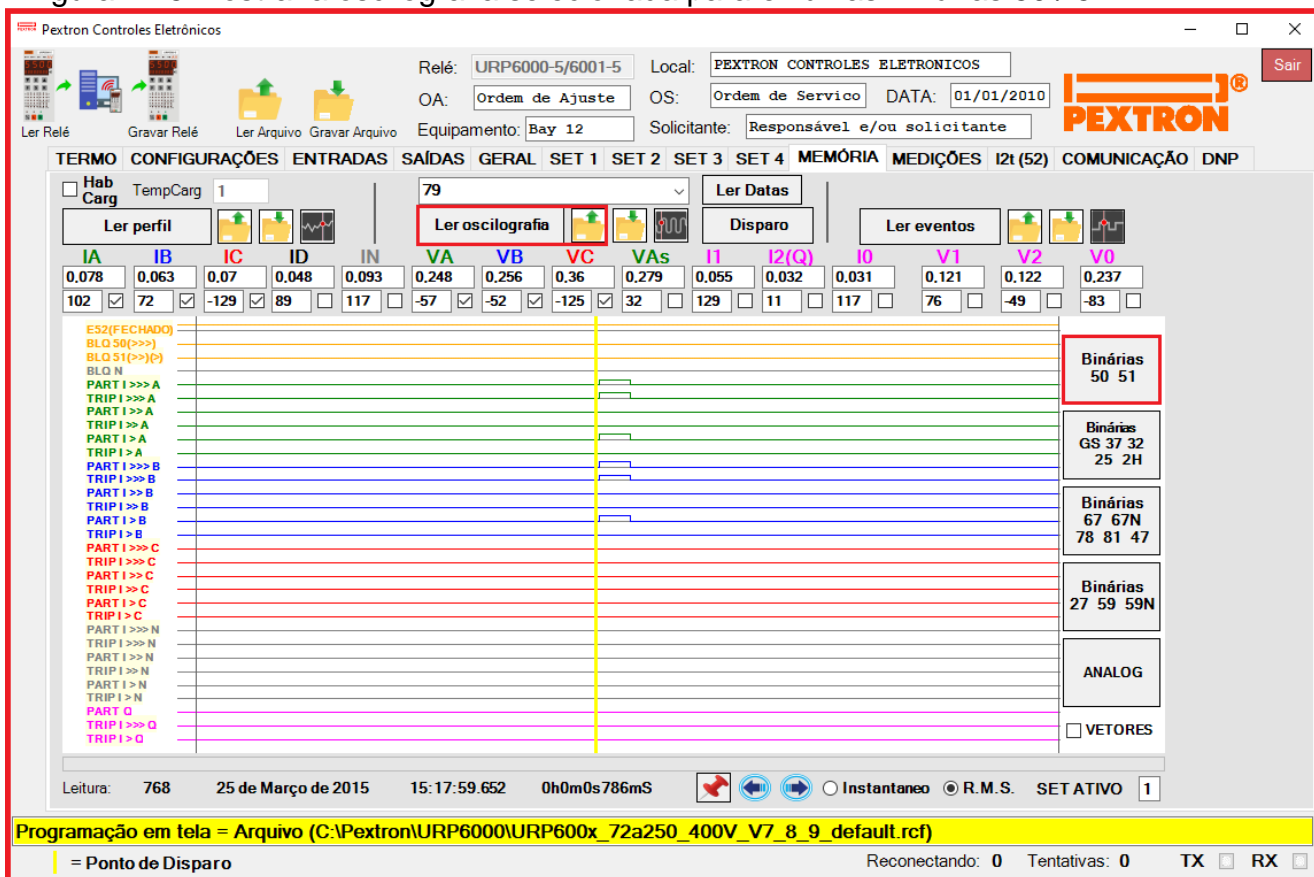 Pextron Controles Eletrônicos
Relé: URP6000-5/6001-5 Local: PEXTRON CONTROLES ELETRONICOS Sair
OA: Ordem de Ajuste OS: Ordem de Servico DATA: 01/01/2010 PEXTRON ®
Ler Relé Gravar Relé Ler Arquivo Gravar Arquivo Equipamento: Bay 12 Solicitante: Responsável e/ou solicitante
TERMO CONFIGURAÇÕES ENTRADAS SAÍDAS GERAL SET 1 SET 2 SET 3 SET 4 MEMÓRIA MEDIÇÕES I2t (52) COMUNICAÇÃO DNP
Hab Carg TempCarg 1 79 Ler Datas
Ler perfil Ler oscilografia Disparo Ler eventos
IA IB IC ID IN VA VB VC VAs I1 I2(Q) I0 V1 V2 V0
0,078 0,063 0,07 0,048 0,093 0,248 0,256 0,36 0,279 0,055 0,032 0,031 0,121 0,122 0,237
102 72 -129 89 117 -57 -52 -125 32 129 11 117 76 -49 -83
E52(FECHADO)
BLQ 50(>>>)
BLQ 51(>>)(>)
BLQ N
PART I >>> A
TRIP I >>> A
PART I >> A
TRIP I >> A
PART I > A
TRIP I > A
PART I >>> B
TRIP I >>> B
PART I >> B
TRIP I >> B
PART I > B
TRIP I > B
PART I >>> C
TRIP I >>> C
PART I >> C
TRIP I >> C
PART I > C
TRIP I > C
PART I >>> N
TRIP I >>> N
PART I >> N
TRIP I >> N
PART I > N
TRIP I > N
PART Q
TRIP I >>> Q
TRIP I > Q
Binárias
50 51
Binárias
GS 37 32
25 2H
Binárias
67 67N
78 81 47
Binárias
27 59 59N
ANALOG
VETORES
Leitura: 768 25 de Março de 2015 15:17:59.652 0h0m0s786mS Instantaneo R.M.S. SET ATIVO 1
Programação em tela = Arquivo (C:\Pextron\URP6000\URP600x_72a250_400V_V7_8_9_default.rcf)
= Ponto de Disparo Reconectando: 0 Tentativas: 0 TX RX